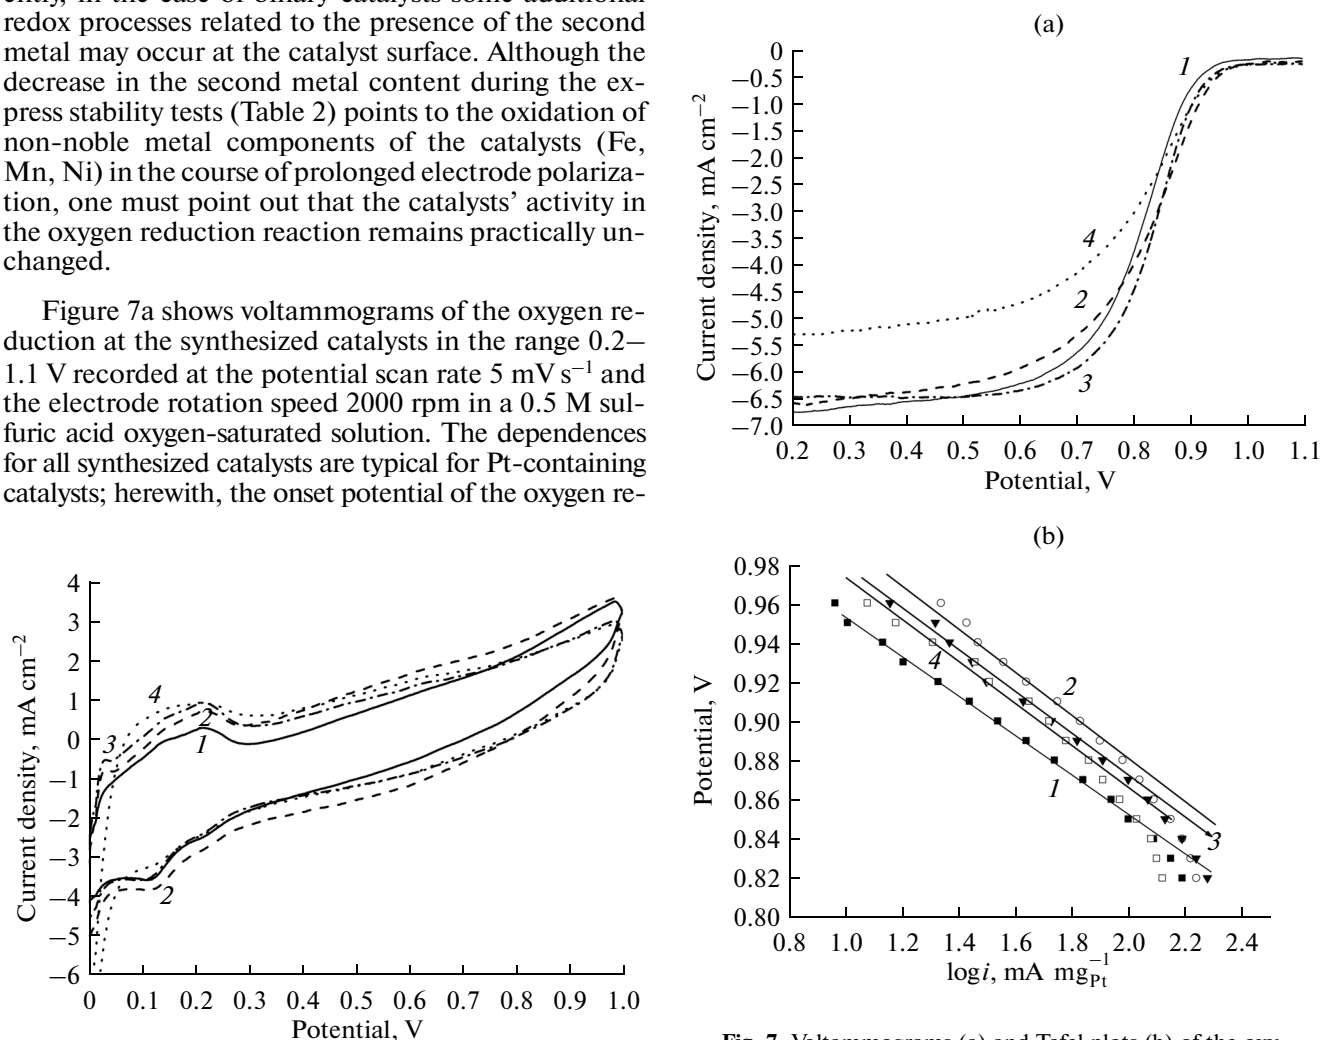 ently, in the case of binary catalysts some additional
redox processes related to the presence of the second
metal may occur at the catalyst surface. Although the
decrease in the second metal content during the ex-
press stability tests (Table 2) points to the oxidation of
non-noble metal components of the catalysts (Fe,
Mn, Ni) in the course of prolonged electrode polariza-
tion, one must point out that the catalysts’ activity in
the oxygen reduction reaction remains practically un-
changed.
Figure 7a shows voltammograms of the oxygen re-
duction at the synthesized catalysts in the range 0.2–
1.1 V recorded at the potential scan rate 5 mV s−1 and
the electrode rotation speed 2000 rpm in a 0.5 M sul-
furic acid oxygen-saturated solution. The dependences
for all synthesized catalysts are typical for Pt-containing
catalysts; herewith, the onset potential of the oxygen re-
4
3
2
1
0
−1
−2
−3
−4
−5
−6
Current density, mA cm−2
4
3
2
1
2
0 0.1 0.2 0.3 0.4 0.5 0.6 0.7 0.8 0.9 1.0
Potential, V
(a)
0
−0.5
−1.0
−1.5
−2.0
−2.5
−3.0
−3.5
−4.0
−4.5
−5.0
−5.5
−6.0
−6.5
−7.0
Current density, mA cm−2
1
4
2
3
0.2 0.3 0.4 0.5 0.6 0.7 0.8 0.9 1.0 1.1
Potential, V
(b)
0.98
0.96
0.94
0.92
0.90
0.88
0.86
0.84
0.82
0.80
Potential, V
4
2
1
3
0.8 1.0 1.2 1.4 1.6 1.8 2.0 2.2 2.4
log i, mA mg−1Pt
Fig. 7. Voltammograms (a) and Tafel plots (b) of the oxy-